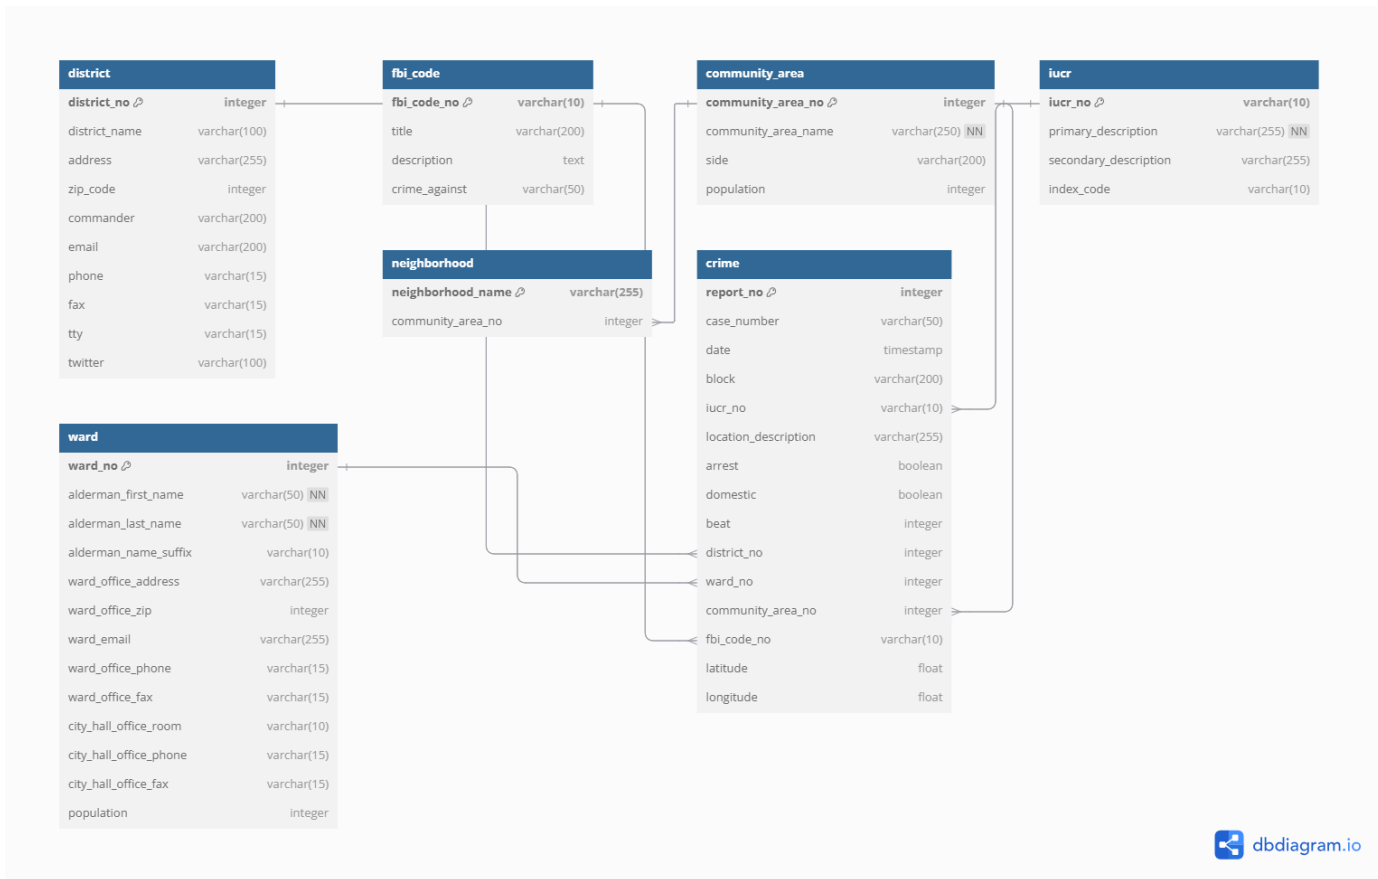 district
district_no integer
district_name varchar(100)
address varchar(255)
zip_code integer
commander varchar(200)
email varchar(200)
phone varchar(15)
fax varchar(15)
tty varchar(15)
twitter varchar(100)
fbi_code
fbi_code_no varchar(10)
title varchar(200)
description text
crime_against varchar(50)
community_area
community_area_no integer
community_area_name varchar(250) NN
side varchar(200)
population integer
iucr
iucr_no varchar(10)
primary_description varchar(255) NN
secondary_description varchar(255)
index_code varchar(10)
neighborhood
neighborhood_name varchar(255)
community_area_no integer
crime
report_no integer
case_number varchar(50)
date timestamp
block varchar(200)
iucr_no varchar(10)
location_description varchar(255)
arrest boolean
domestic boolean
beat integer
district_no integer
ward_no integer
community_area_no integer
fbi_code_no varchar(10)
latitude float
longitude float
ward
ward_no integer
alderman_first_name varchar(50) NN
alderman_last_name varchar(50) NN
alderman_name_suffix varchar(10)
ward_office_address varchar(255)
ward_office_zip integer
ward_email varchar(255)
ward_office_phone varchar(15)
ward_office_fax varchar(15)
city_hall_office_room varchar(10)
city_hall_office_phone varchar(15)
city_hall_office_fax varchar(15)
population integer
dbdiagram.io